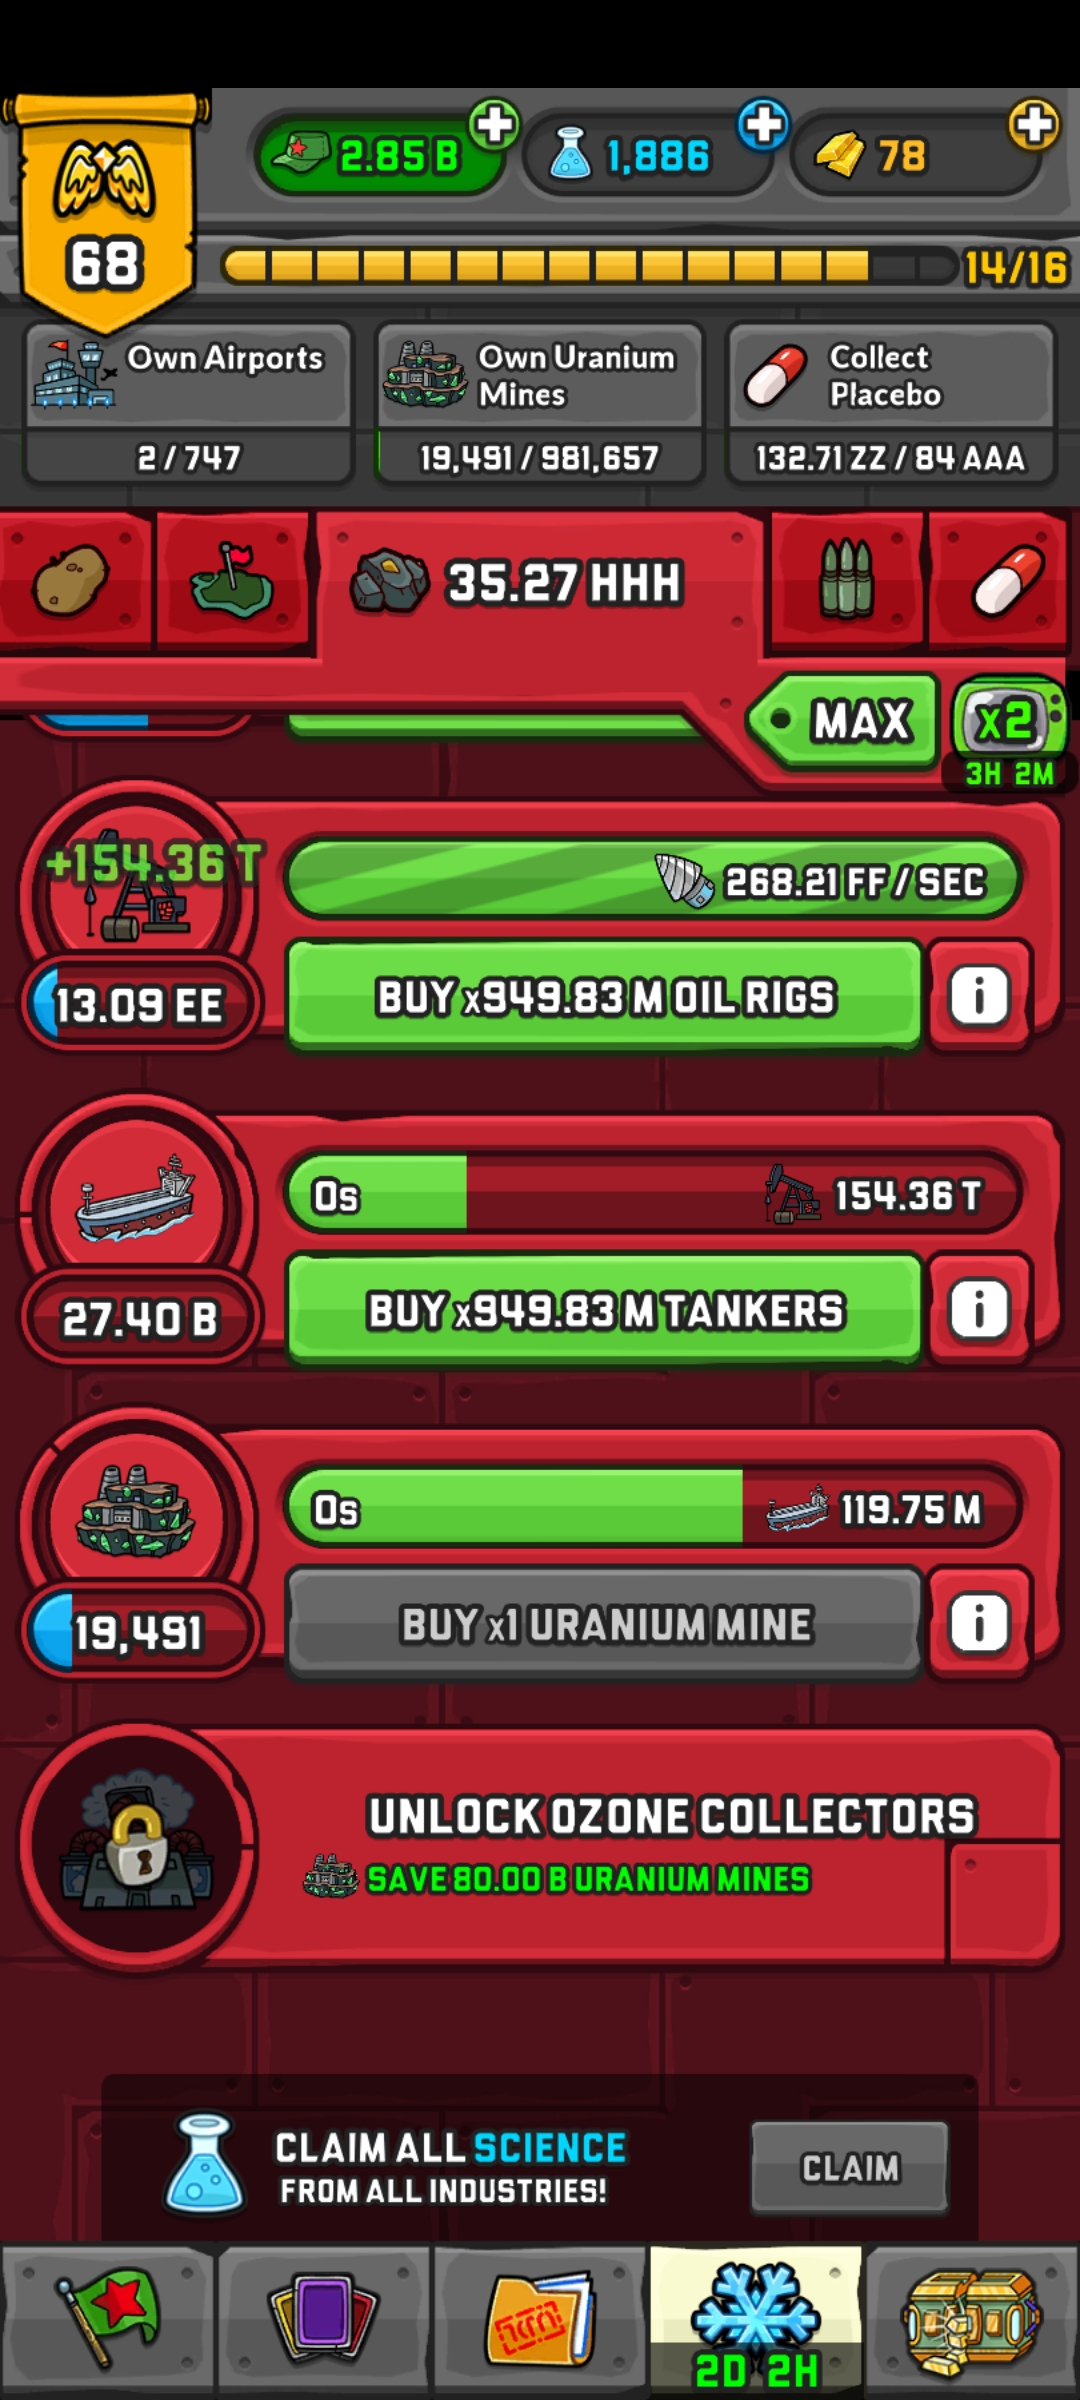 68
2.85 B
1,886
78
14/16
Own Airports
2 / 747
Own Uranium
Mines
19,491 / 981,657
Collect
Placebo
132.71 ZZ / 84 AAA
35.27 HHH
MAX
x2
3H 2M
+154.36 T
268.21 FF / SEC
13.09 EE
BUY x949.83 M OIL RIGS
i
0s
154.36 T
27.40 B
BUY x949.83 M TANKERS
i
0s
119.75 M
19,491
BUY x1 URANIUM MINE
i
UNLOCK OZONE COLLECTORS
SAVE 80.00 B URANIUM MINES
CLAIM ALL SCIENCE
FROM ALL INDUSTRIES!
CLAIM
2D 2H